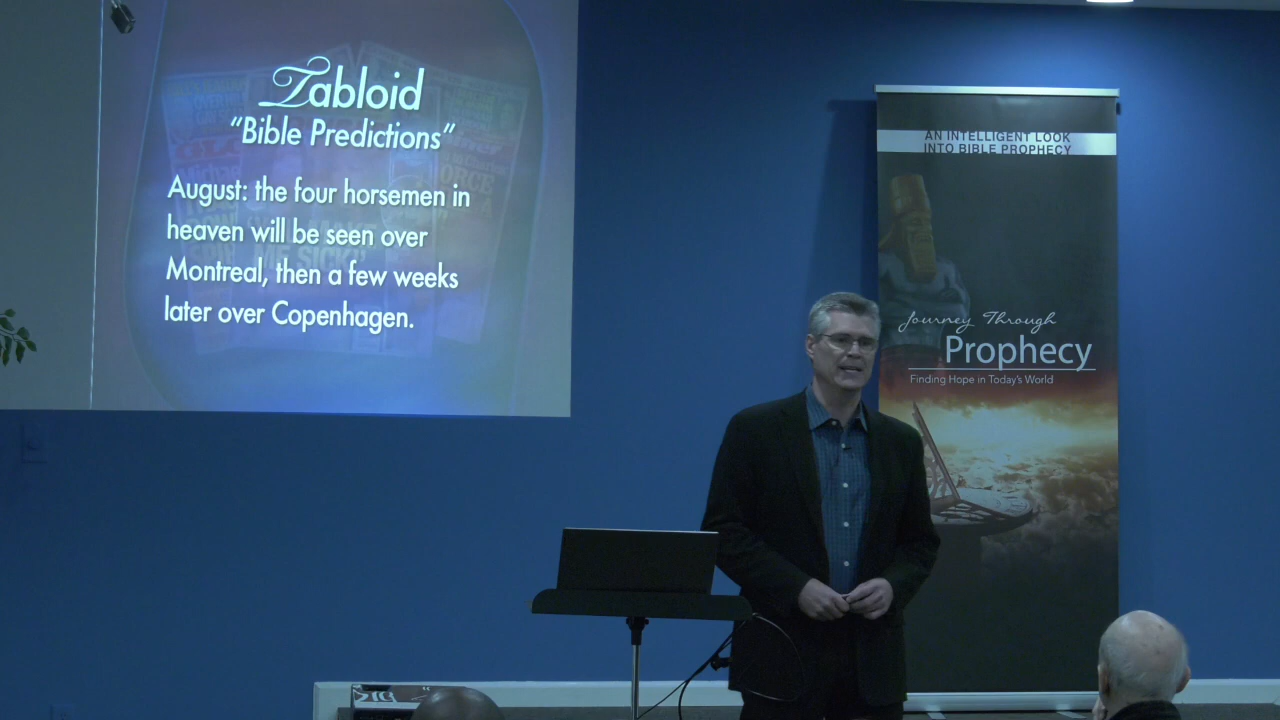 Tabloid
“Bible Predictions”
August: the four horsemen in
heaven will be seen over
Montreal, then a few weeks
later over Copenhagen.
AN INTELLIGENT LOOK
INTO BIBLE PROPHECY
Journey Through
Prophecy
Finding Hope in Today's World